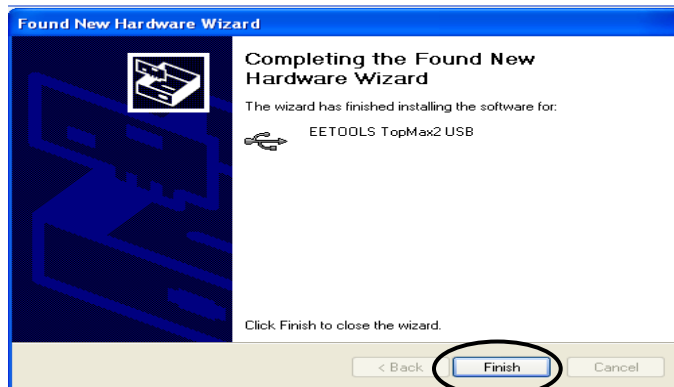 Found New Hardware Wizard
Completing the Found New
Hardware Wizard
The wizard has finished installing the software for:
EETOOLS TopMax2 USB
Click Finish to close the wizard.
< Back
Finish
Cancel